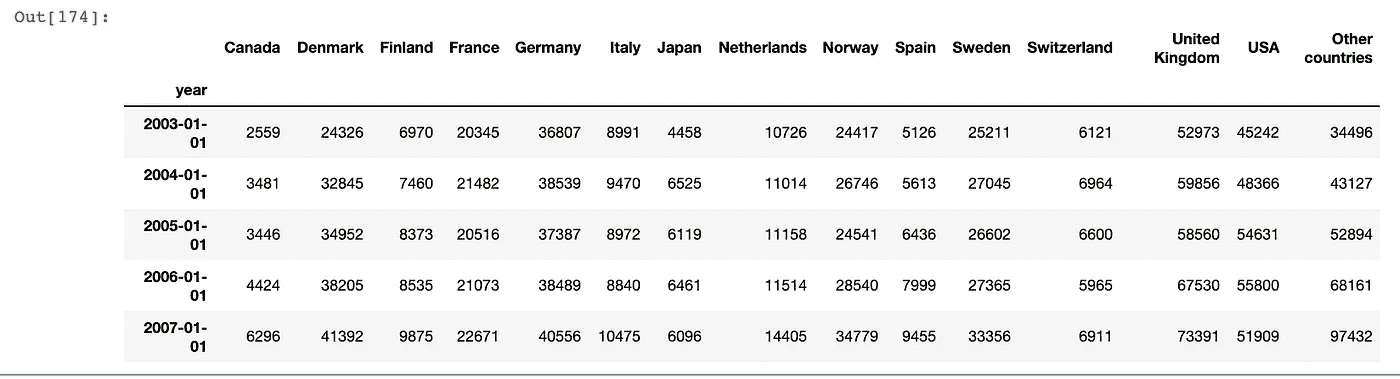 Out[174]:
Canada Denmark Finland France Germany Italy Japan Netherlands Norway Spain Sweden Switzerland United Kingdom USA Other countries
year
2003-01-01 2559 24326 6970 20345 36807 8991 4458 10726 24417 5126 25211 6121 52973 45242 34496
2004-01-01 3481 32845 7460 21482 38539 9470 6525 11014 26746 5613 27045 6964 59856 48366 43127
2005-01-01 3446 34952 8373 20516 37387 8972 6119 11158 24541 6436 26602 6600 58560 54631 52894
2006-01-01 4424 38205 8535 21073 38489 8840 6461 11514 28540 7999 27365 5965 67530 55800 68161
2007-01-01 6296 41392 9875 22671 40556 10475 6096 14405 34779 9455 33356 6911 73391 51909 97432